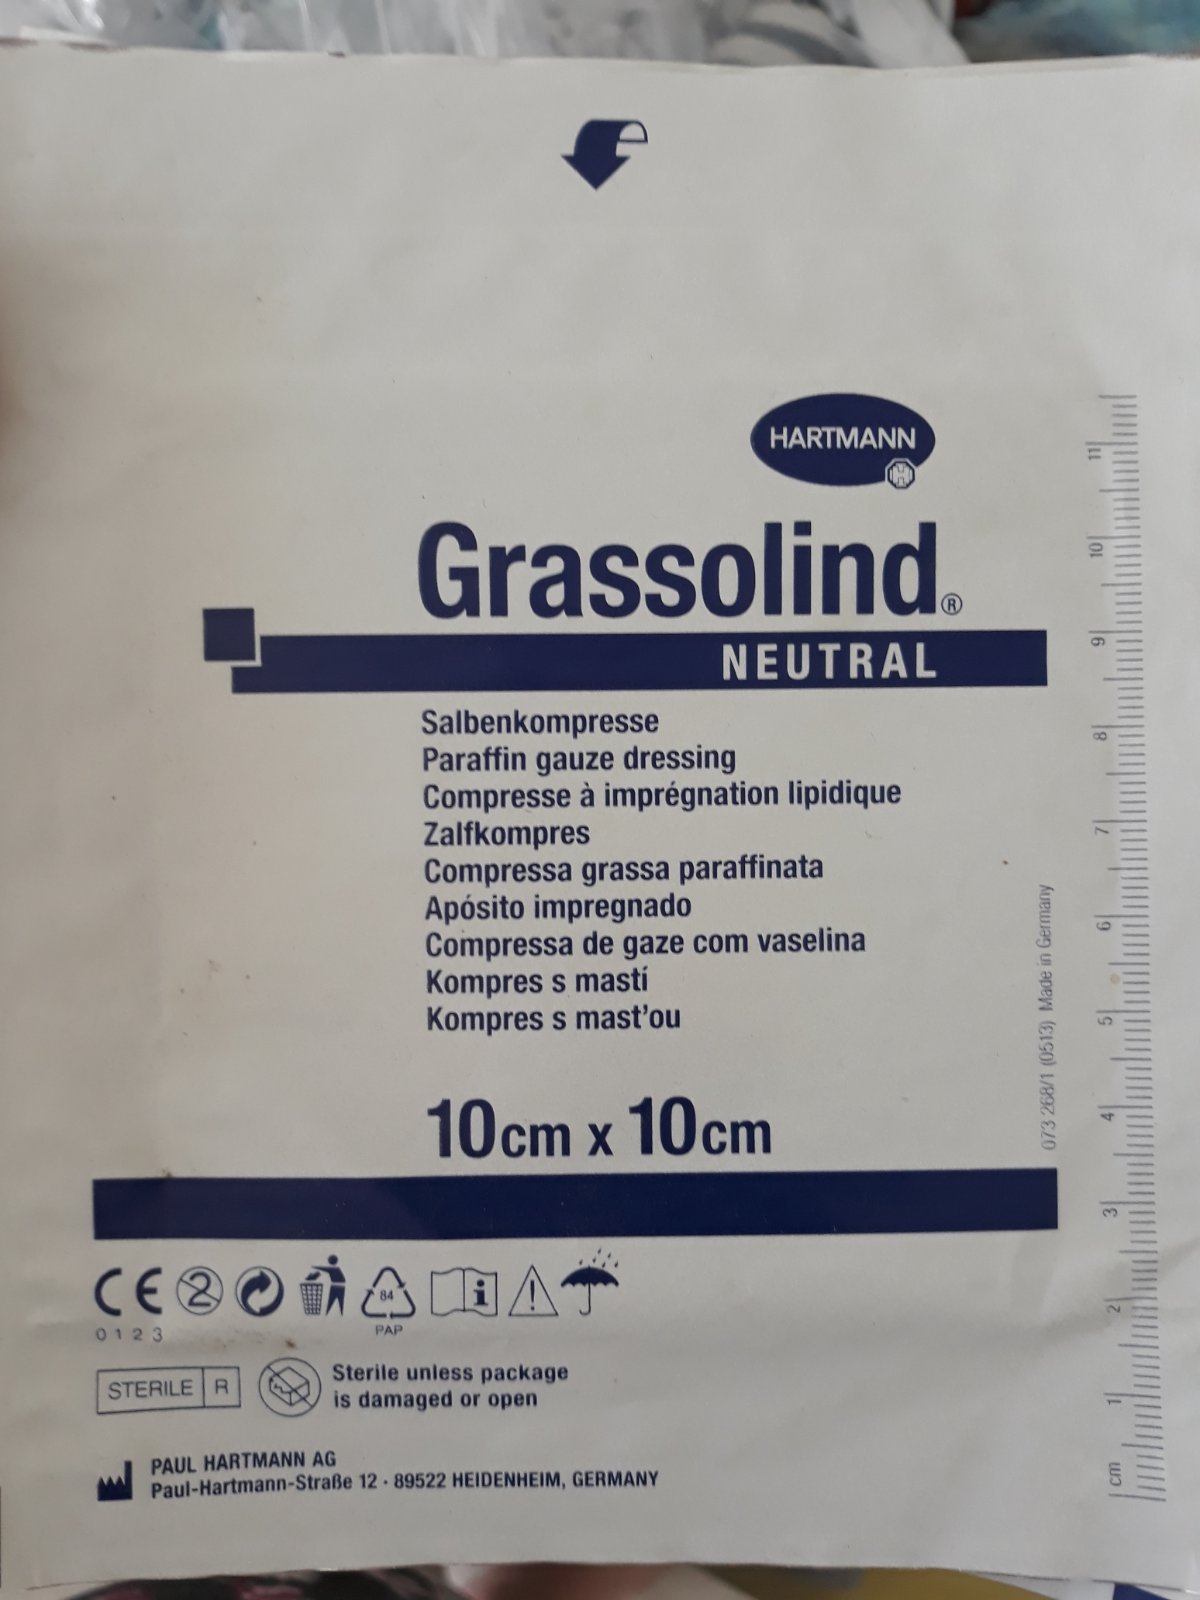 HARTMANN
Grassolind®
NEUTRAL
Salbenkompresse
Paraffin gauze dressing
Compresse à imprégnation lipidique
Zalfkompres
Compressa grassa paraffinata
Apósito impregnado
Compressa de gaze com vaselina
Kompres s mastí
Kompres s mast'ou
10cm x 10cm
073 268/1 (0513) Made in Germany
11
10
9
8
7
6
5
4
3
2
1
cm
CE
0123
2
84
PAP
i
!
STERILE R
Sterile unless package
is damaged or open
PAUL HARTMANN AG
Paul-Hartmann-Straße 12 · 89522 HEIDENHEIM, GERMANY